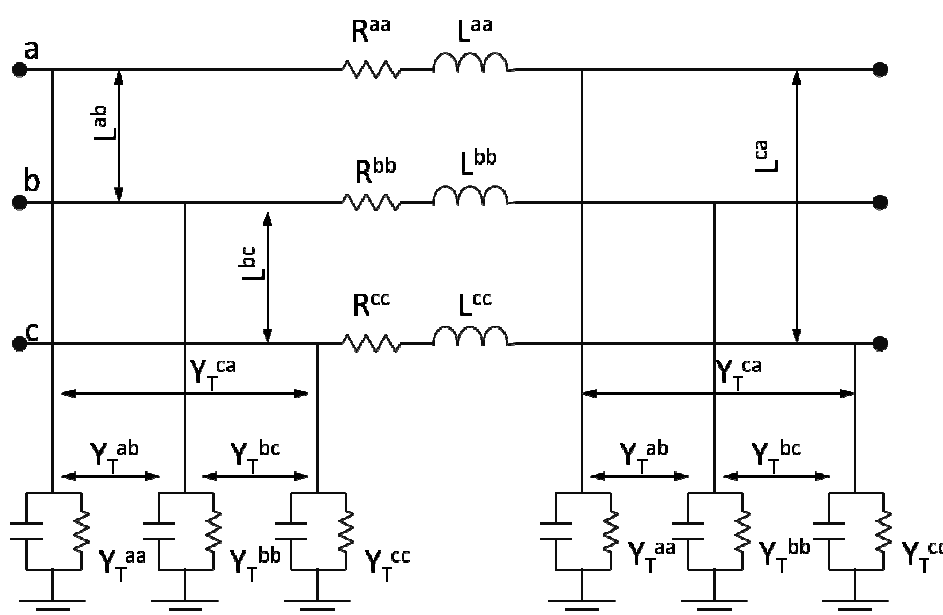 a
R^aa L^aa
L^ab
L^ca
b
R^bb L^bb
L^bc
c
R^cc L^cc
Y_T^ca Y_T^ca
Y_T^ab Y_T^bc Y_T^ab Y_T^bc
Y_T^aa Y_T^bb Y_T^cc Y_T^aa Y_T^bb Y_T^cc